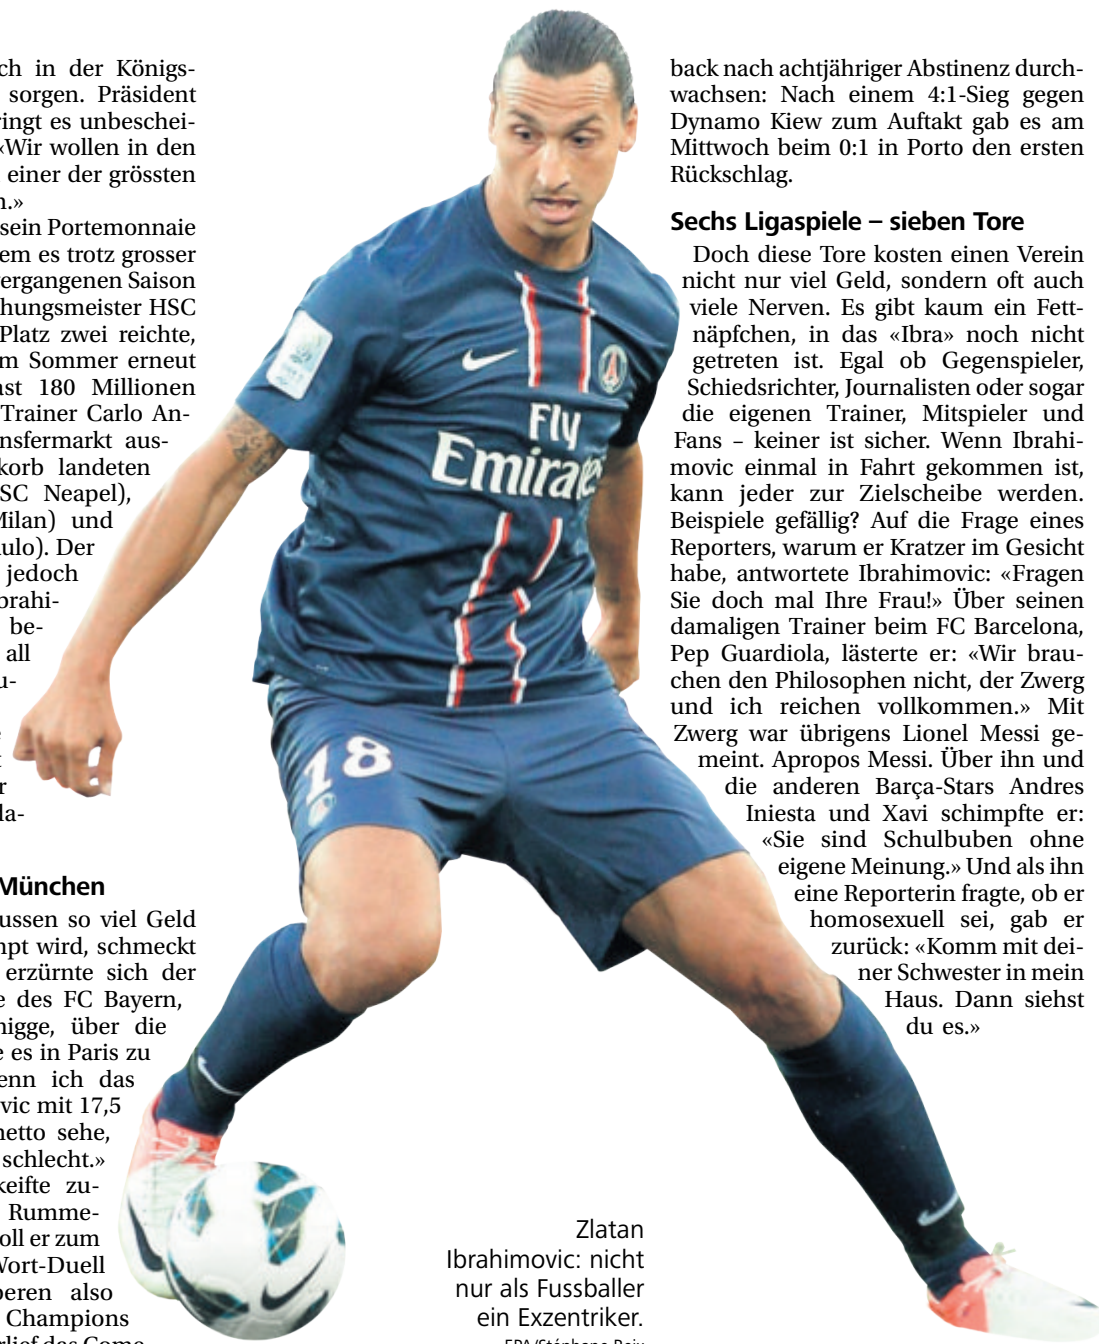 ch in der Königs-
sorgen. Präsident
ringt es unbeschei-
«Wir wollen in den
einer der grössten
n.»
sein Portemonnaie
em es trotz grosser
ergangenen Saison
hungsmeister HSC
Platz zwei reichte,
m Sommer erneut
ast 180 Millionen
Trainer Carlo An-
nsfermarkt aus-
korb landeten
SC Neapel),
Milan) und
ulo). Der
jedoch
brahi-
be-
all
u-
r
la-
München
ussen so viel Geld
mpt wird, schmeckt
erzürnte sich der
e des FC Bayern,
nigge, über die
e es in Paris zu
enn ich das
vic mit 17,5
netto sehe,
schlecht.»
keifte zu-
Rumme-
oll er zum
Wort-Duell
peren also
Champions
rlief das Come-
Fly
Emirates
18
Zlatan
Ibrahimovic: nicht
nur als Fussballer
ein Exzentriker.
EPA/Stéphane Reix
back nach achtjähriger Abstinenz durch-
wachsen: Nach einem 4:1-Sieg gegen
Dynamo Kiew zum Auftakt gab es am
Mittwoch beim 0:1 in Porto den ersten
Rückschlag.
Sechs Ligaspiele – sieben Tore
Doch diese Tore kosten einen Verein
nicht nur viel Geld, sondern oft auch
viele Nerven. Es gibt kaum ein Fett-
näpfchen, in das «Ibra» noch nicht
getreten ist. Egal ob Gegenspieler,
Schiedsrichter, Journalisten oder sogar
die eigenen Trainer, Mitspieler und
Fans – keiner ist sicher. Wenn Ibrahi-
movic einmal in Fahrt gekommen ist,
kann jeder zur Zielscheibe werden.
Beispiele gefällig? Auf die Frage eines
Reporters, warum er Kratzer im Gesicht
habe, antwortete Ibrahimovic: «Fragen
Sie doch mal Ihre Frau!» Über seinen
damaligen Trainer beim FC Barcelona,
Pep Guardiola, lästerte er: «Wir brau-
chen den Philosophen nicht, der Zwerg
und ich reichen vollkommen.» Mit
Zwerg war übrigens Lionel Messi ge-
meint. Apropos Messi. Über ihn und
die anderen Barça-Stars Andres
Iniesta und Xavi schimpfte er:
«Sie sind Schulbuben ohne
eigene Meinung.» Und als ihn
eine Reporterin fragte, ob er
homosexuell sei, gab er
zurück: «Komm mit dei-
ner Schwester in mein
Haus. Dann siehst
du es.»